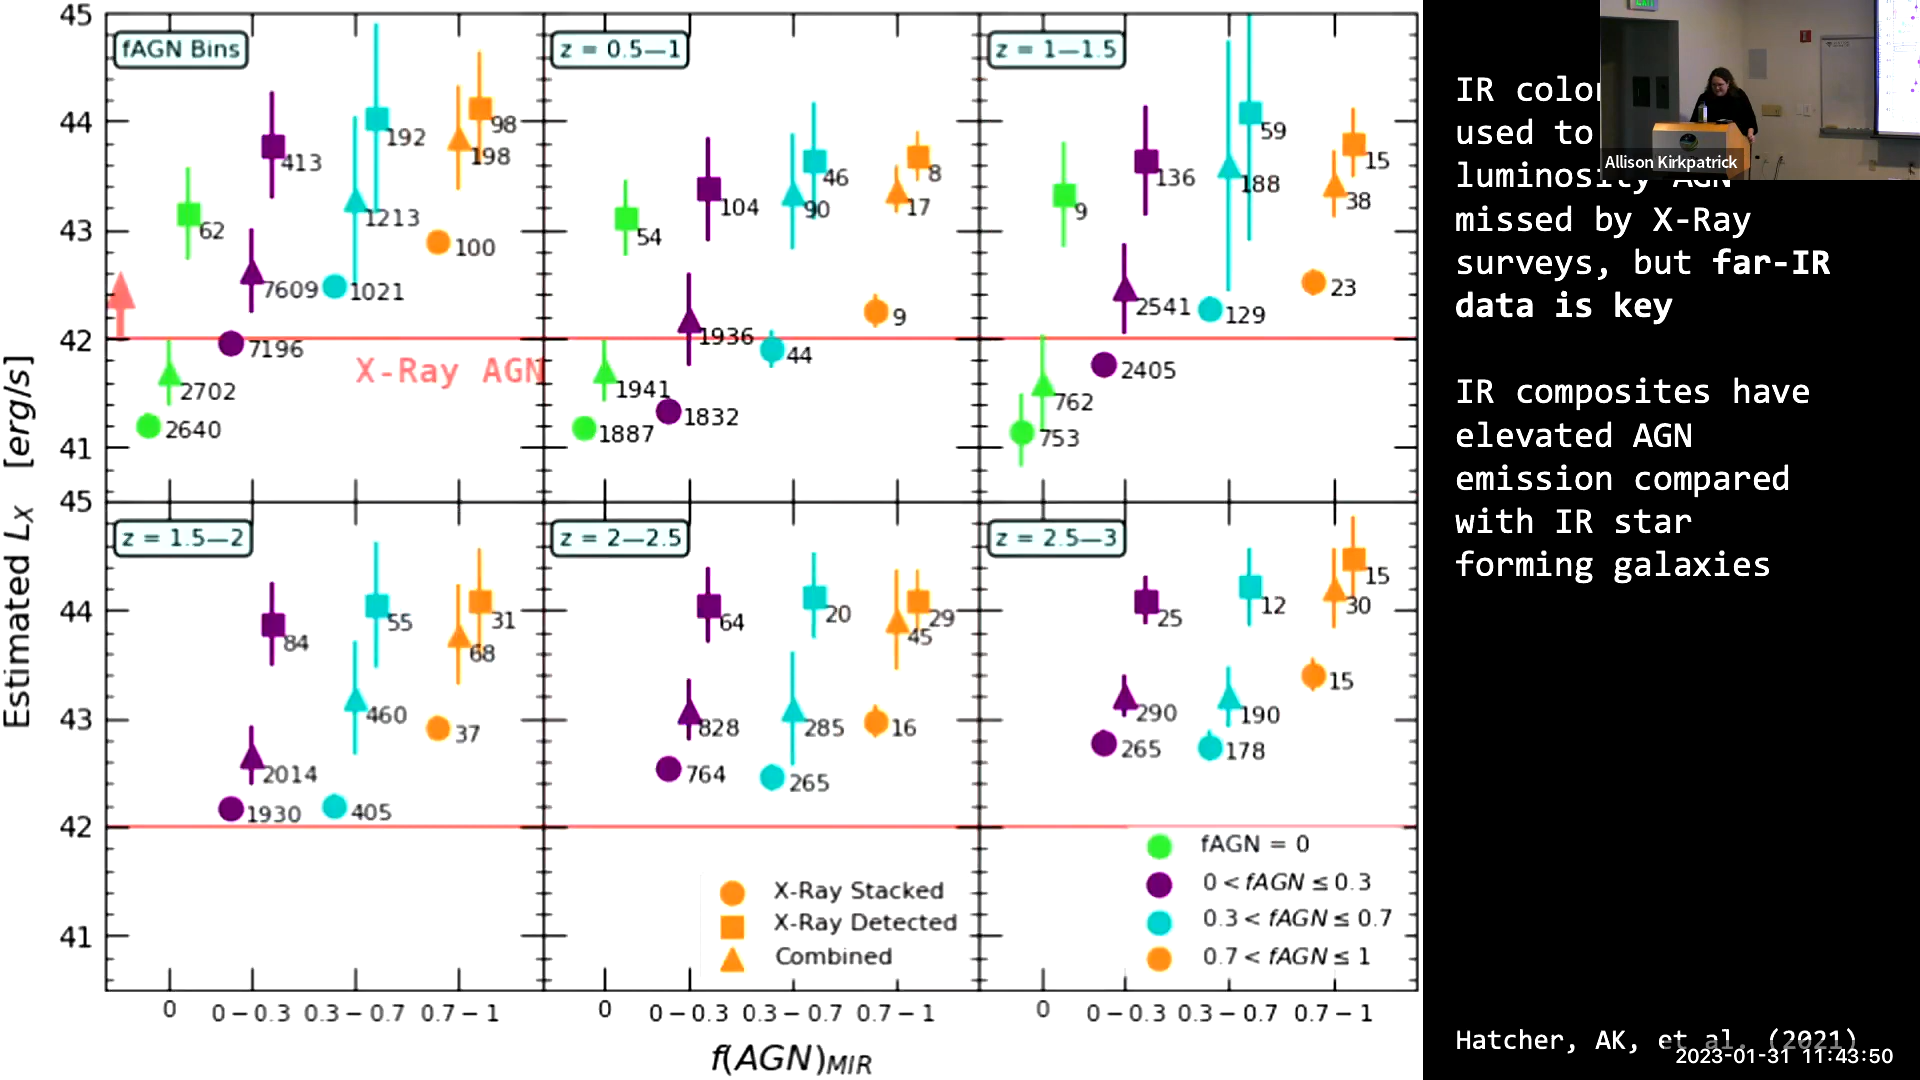 45
44
43
42
41
45
44
43
42
41
Estimated LX [erg/s]
fAGN Bins
62
413
192
98
198
1213
100
7609
1021
7196
X-Ray AGN
2702
2640
z = 0.5—1
54
104
46
8
90
17
9
1936
44
1941
1832
1887
z = 1—1.5
9
136
59
15
188
38
23
2541
129
2405
762
753
z = 1.5—2
84
55
31
68
460
37
2014
1930
405
z = 2—2.5
64
20
29
45
828
285
16
764
265
X-Ray Stacked
X-Ray Detected
Combined
z = 2.5—3
25
12
15
30
15
290
190
265
178
fAGN = 0
0 < fAGN ≤ 0.3
0.3 < fAGN ≤ 0.7
0.7 < fAGN ≤ 1
0 0 − 0.3 0.3 − 0.7 0.7 − 1
0 0 − 0.3 0.3 − 0.7 0.7 − 1
0 0 − 0.3 0.3 − 0.7 0.7 − 1
f(AGN)MIR
IR
used to
luminosity AGN
missed by X-Ray
surveys, but far-IR
data is key
IR composites have
elevated AGN
emission compared
with IR star
forming galaxies
Allison Kirkpatrick
Hatcher, AK, et al. (2021)
2023-01-31 11:43:50